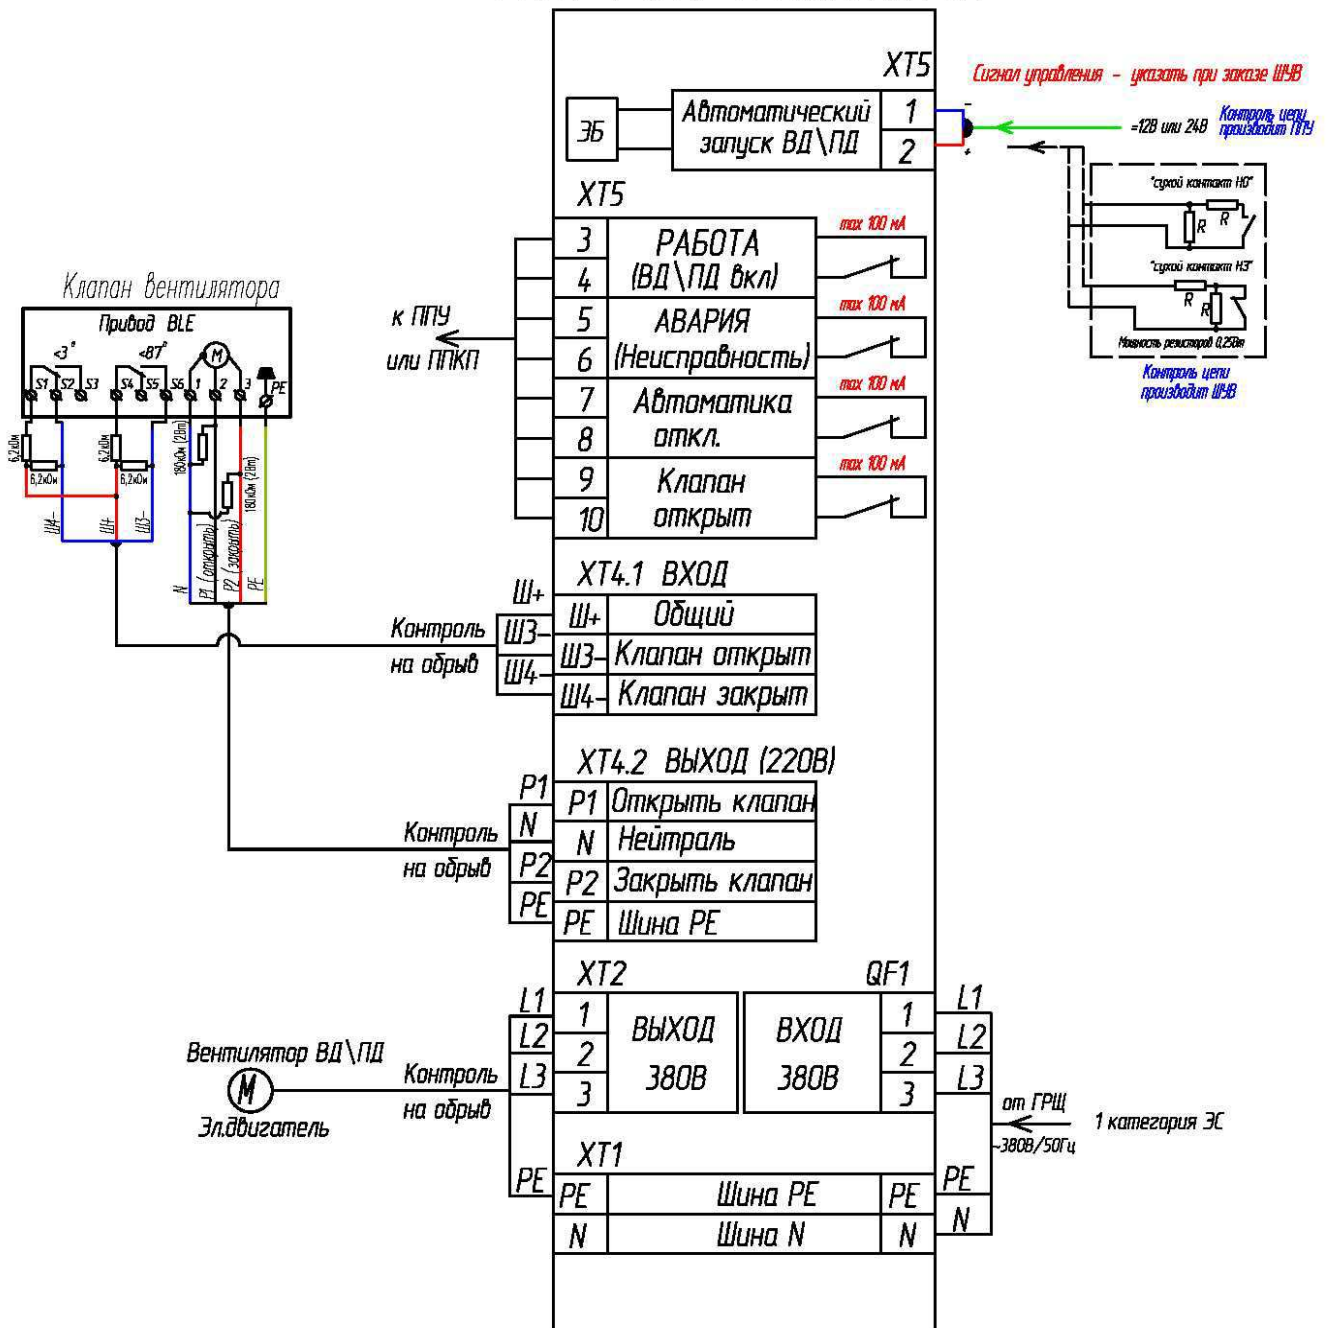 XT5
Сигнал управления - указать при заказе ШУВ
ЭБ
Автоматический
запуск ВД\ПД
1
2
-
+
=12В или 24В
Контроль цепи
производит ППУ
"сухой контакт НО"
R
R
"сухой контакт НЗ"
R
R
Мощность резисторов 0,25Вт
Контроль цепи
производит ШУВ
XT5
к ППУ
или ППКП
3
4
РАБОТА
(ВД\ПД вкл)
max 100 мА
5
6
АВАРИЯ
(Неисправность)
max 100 мА
7
8
Автоматика
откл.
max 100 мА
9
10
Клапан
открыт
max 100 мА
Клапан вентилятора
Привод BLE
<3°
<87°
M
S1 S2 S3 S4 S5 S6 1 2 3 PE
6,2кОм
6,2кОм
6,2кОм
6,2кОм
180кОм (2Вт)
180кОм (2Вт)
Ш4-
Ш+
Ш3-
N
P1 (открыть)
P2 (закрыть)
PE
XT4.1 ВХОД
Контроль
на обрыв
Ш+
Ш3-
Ш4-
Ш+ Общий
Ш3- Клапан открыт
Ш4- Клапан закрыт
XT4.2 ВЫХОД (220В)
Контроль
на обрыв
P1
N
P2
PE
P1 Открыть клапан
N Нейтраль
P2 Закрыть клапан
PE Шина PE
XT2
QF1
Вентилятор ВД\ПД
M
Эл.двигатель
Контроль
на обрыв
L1
L2
L3
PE
1
2
3
ВЫХОД
380В
ВХОД
380В
1
2
3
L1
L2
L3
PE
N
от ГРЩ
~380В/50Гц
1 категория ЭС
XT1
PE Шина PE PE
N Шина N N